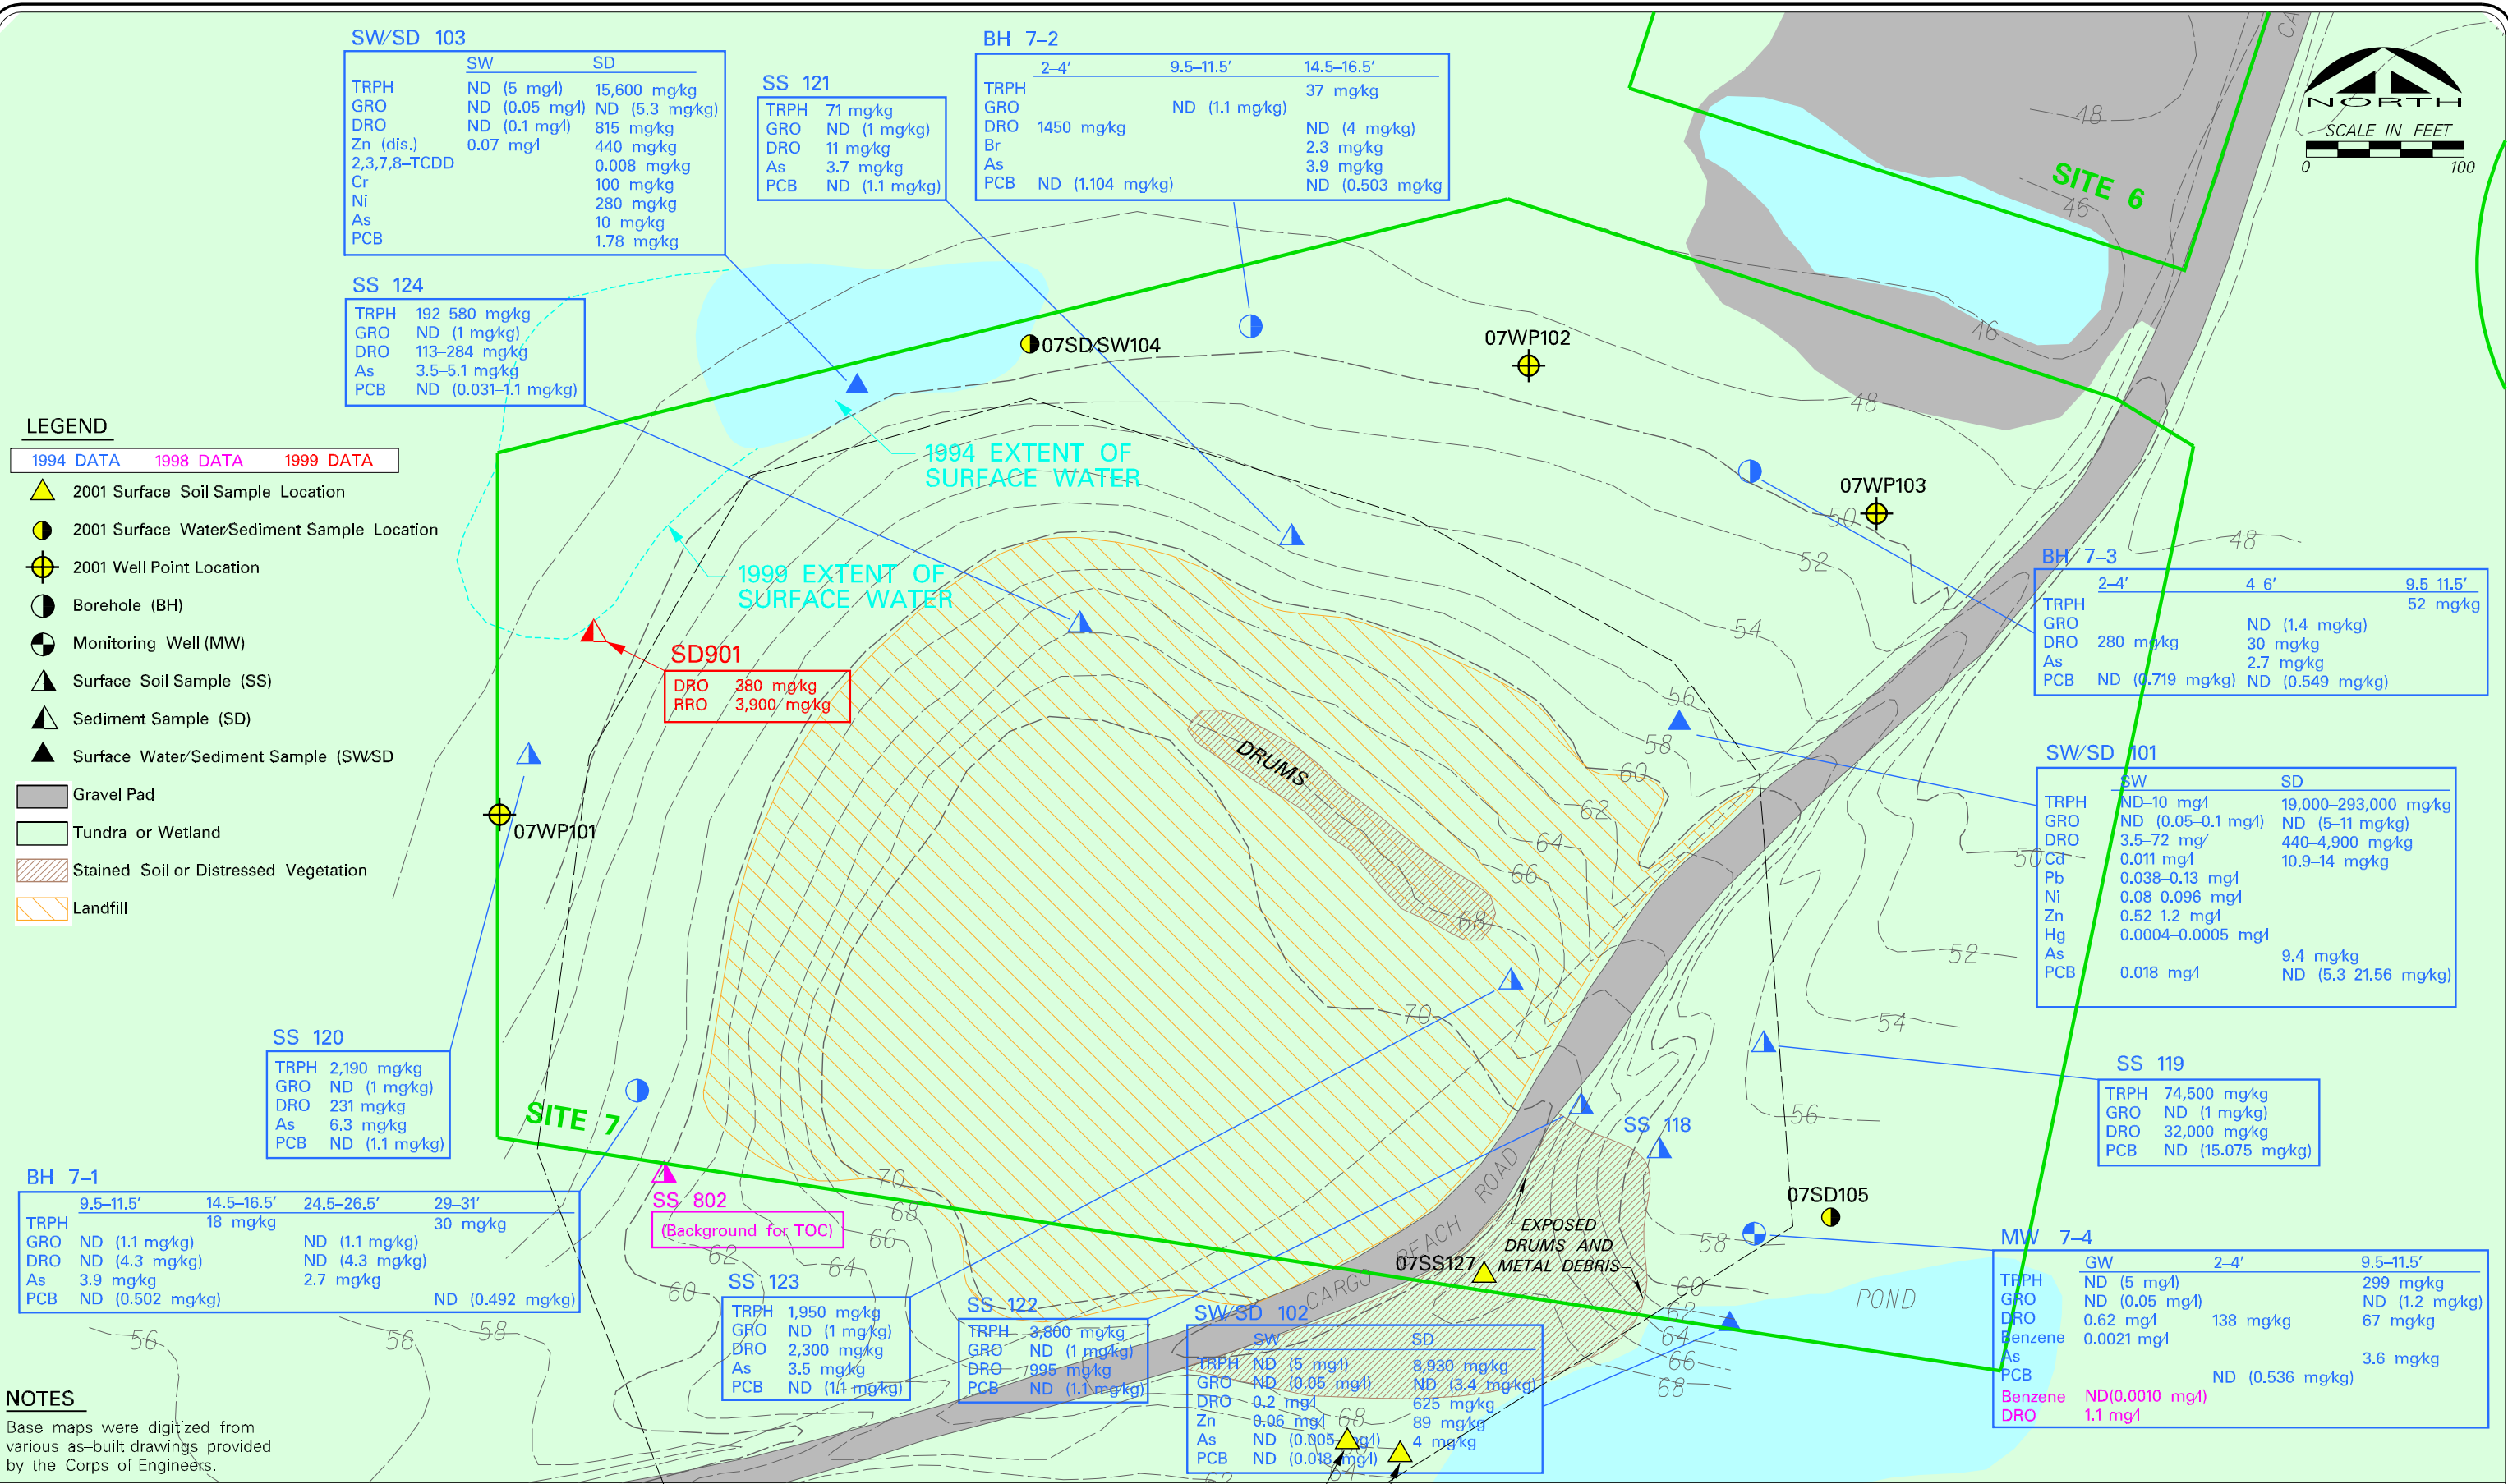 SW/SD 103
SW SD
TRPH ND (5 mg/l) 15,600 mg/kg
GRO ND (0.05 mg/l) ND (5.3 mg/kg)
DRO ND (0.1 mg/l) 815 mg/kg
Zn (dis.) 0.07 mg/l 440 mg/kg
2,3,7,8–TCDD 0.008 mg/kg
Cr 100 mg/kg
Ni 280 mg/kg
As 10 mg/kg
PCB 1.78 mg/kg
SS 121
TRPH 71 mg/kg
GRO ND (1 mg/kg)
DRO 11 mg/kg
As 3.7 mg/kg
PCB ND (1.1 mg/kg)
BH 7–2
2–4' 9.5–11.5' 14.5–16.5'
TRPH 37 mg/kg
GRO ND (1.1 mg/kg)
DRO 1450 mg/kg ND (4 mg/kg)
Br 2.3 mg/kg
As 3.9 mg/kg
PCB ND (1.104 mg/kg) ND (0.503 mg/kg
NORTH
SCALE IN FEET
0 100
SITE 6
48
46
46
48
48
50
52
54
56
58
60
62
64
66
68
70
SS 124
TRPH 192–580 mg/kg
GRO ND (1 mg/kg)
DRO 113–284 mg/kg
As 3.5–5.1 mg/kg
PCB ND (0.031–1.1 mg/kg)
07SD/SW104
07WP102
07WP103
1994 EXTENT OF
SURFACE WATER
1999 EXTENT OF
SURFACE WATER
LEGEND
1994 DATA 1998 DATA 1999 DATA
2001 Surface Soil Sample Location
2001 Surface Water/Sediment Sample Location
2001 Well Point Location
Borehole (BH)
Monitoring Well (MW)
Surface Soil Sample (SS)
Sediment Sample (SD)
Surface Water/Sediment Sample (SW/SD
Gravel Pad
Tundra or Wetland
Stained Soil or Distressed Vegetation
Landfill
SD901
DRO 380 mg/kg
RRO 3,900 mg/kg
DRUMS
07WP101
BH 7–3
2–4' 4–6' 9.5–11.5'
TRPH 52 mg/kg
GRO ND (1.4 mg/kg)
DRO 280 mg/kg 30 mg/kg
As 2.7 mg/kg
PCB ND (0.719 mg/kg) ND (0.549 mg/kg)
SW/SD 101
SW SD
TRPH ND–10 mg/l 19,000–293,000 mg/kg
GRO ND (0.05–0.1 mg/l) ND (5–11 mg/kg)
DRO 3.5–72 mg/ 440–4,900 mg/kg
Cd 0.011 mg/l 10.9–14 mg/kg
Pb 0.038–0.13 mg/l
Ni 0.08–0.096 mg/l
Zn 0.52–1.2 mg/l
Hg 0.0004–0.0005 mg/l
As 9.4 mg/kg
PCB 0.018 mg/l ND (5.3–21.56 mg/kg)
50
52
54
56
58
60
62
64
66
68
SS 120
TRPH 2,190 mg/kg
GRO ND (1 mg/kg)
DRO 231 mg/kg
As 6.3 mg/kg
PCB ND (1.1 mg/kg)
SITE 7
SS 119
TRPH 74,500 mg/kg
GRO ND (1 mg/kg)
DRO 32,000 mg/kg
PCB ND (15.075 mg/kg)
SS 118
BH 7–1
9.5–11.5' 14.5–16.5' 24.5–26.5' 29–31'
TRPH 18 mg/kg 30 mg/kg
GRO ND (1.1 mg/kg) ND (1.1 mg/kg)
DRO ND (4.3 mg/kg) ND (4.3 mg/kg)
As 3.9 mg/kg 2.7 mg/kg
PCB ND (0.502 mg/kg) ND (0.492 mg/kg)
SS 802
(Background for TOC)
70
68
66
64
62
60
58
56
56
CARGO BEACH ROAD
07SS127
EXPOSED
DRUMS AND
METAL DEBRIS
07SD105
POND
MW 7–4
GW 2–4' 9.5–11.5'
TRPH ND (5 mg/l) 299 mg/kg
GRO ND (0.05 mg/l) ND (1.2 mg/kg)
DRO 0.62 mg/l 138 mg/kg 67 mg/kg
Benzene 0.0021 mg/l
As 3.6 mg/kg
PCB ND (0.536 mg/kg)
Benzene ND(0.0010 mg/l)
DRO 1.1 mg/l
SS 123
TRPH 1,950 mg/kg
GRO ND (1 mg/kg)
DRO 2,300 mg/kg
As 3.5 mg/kg
PCB ND (1.1 mg/kg)
SS 122
TRPH 3,800 mg/kg
GRO ND (1 mg/kg)
DRO 995 mg/kg
PCB ND (1.1 mg/kg)
SW/SD 102
SW SD
TRPH ND (5 mg/l) 8,930 mg/kg
GRO ND (0.05 mg/l) ND (3.4 mg/kg)
DRO 0.2 mg/l 625 mg/kg
Zn 0.06 mg/l 89 mg/kg
As ND (0.005 mg/l) 4 mg/kg
PCB ND (0.018 mg/l)
68
64
NOTES
Base maps were digitized from
various as–built drawings provided
by the Corps of Engineers.